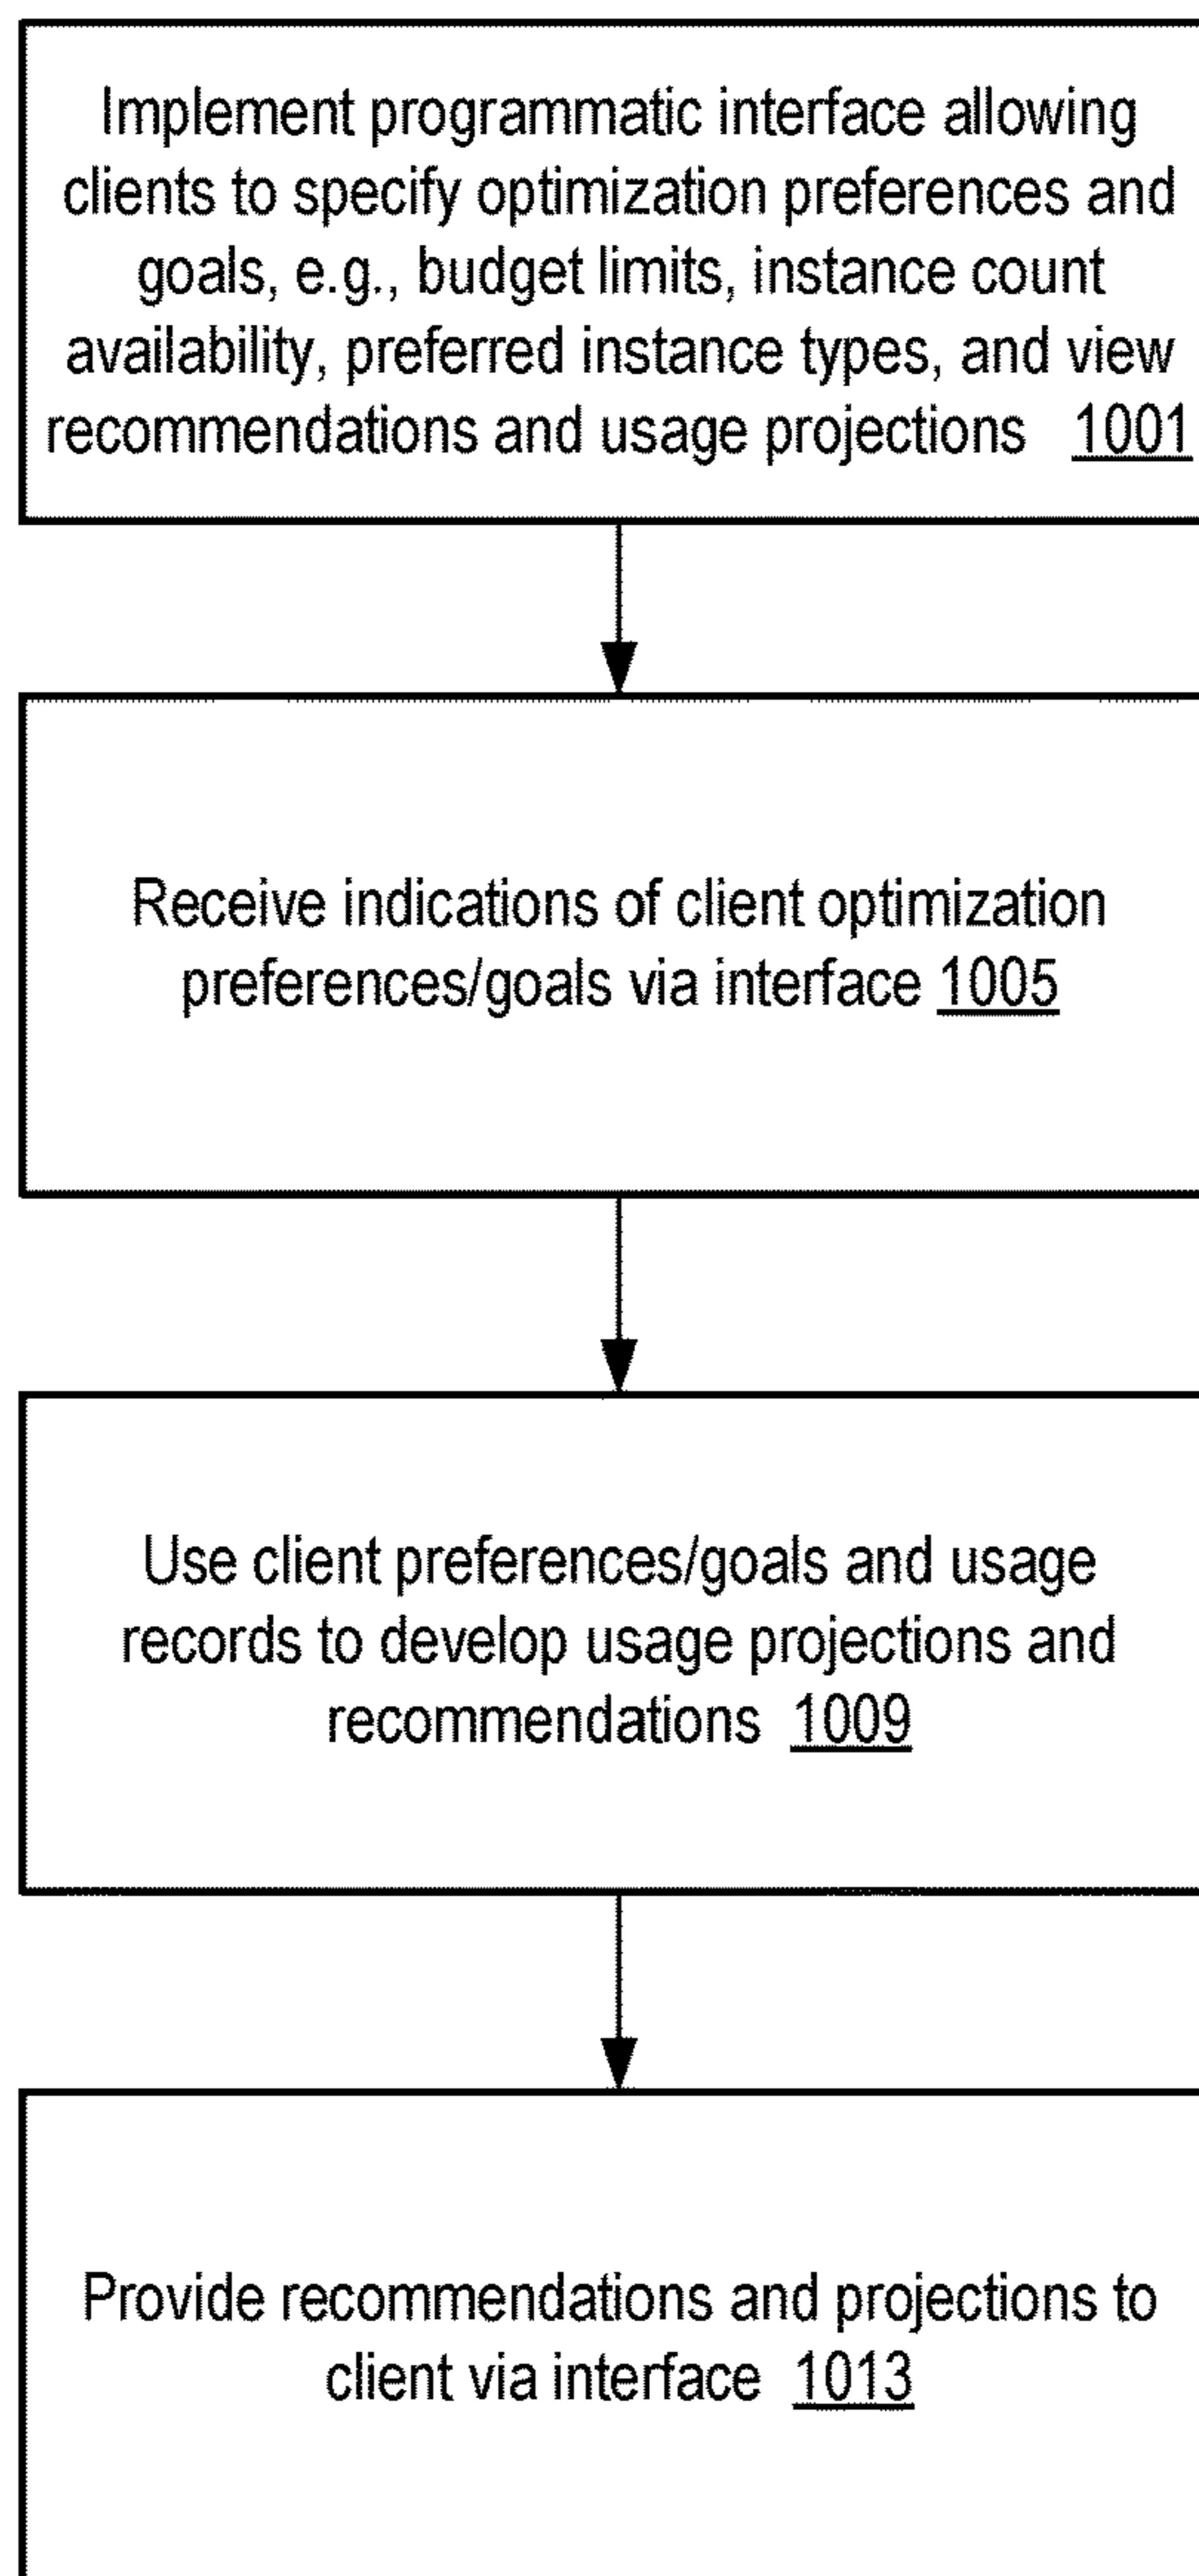 Implement programmatic interface allowing
clients to specify optimization preferences and
goals, e.g., budget limits, instance count
availability, preferred instance types, and view
recommendations and usage projections 1001
Receive indications of client optimization
preferences/goals via interface 1005
Use client preferences/goals and usage
records to develop usage projections and
recommendations 1009
Provide recommendations and projections to
client via interface 1013